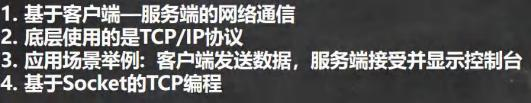 1. 基于客户端—服务端的网络通信
2. 底层使用的是TCP/IP协议
3. 应用场景举例: 客户端发送数据，服务端接受并显示控制台
4. 基于Socket的TCP编程